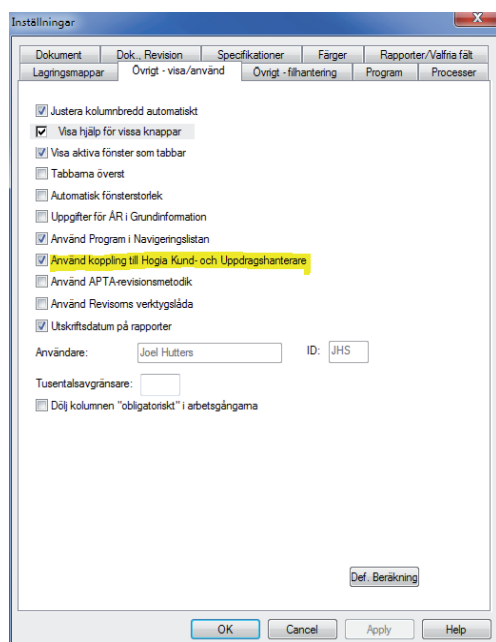 Inställningar
Dokument Dok., Revision Specifikationer Färger Rapporter/Valfria fält
Lagringsmappar Övrigt - visa/använd Övrigt - filhantering Program Processer
Justera kolumnbredd automatiskt
Visa hjälp för vissa knappar
Visa aktiva fönster som tabbar
Tabbarna överst
Automatisk fönsterstorlek
Uppgifter för ÅR i Grundinformation
Använd Program i Navigeringslistan
Använd koppling till Hogia Kund- och Uppdragshanterare
Använd APTA-revisionsmetodik
Använd Revisorns verktygslåda
Utskriftsdatum på rapporter
Användare: Joel Hutters ID: JHS
Tusentalsavgränsare:
Dölj kolumnen "obligatoriskt" i arbetsgångarna
Def. Beräkning
OK Cancel Apply Help